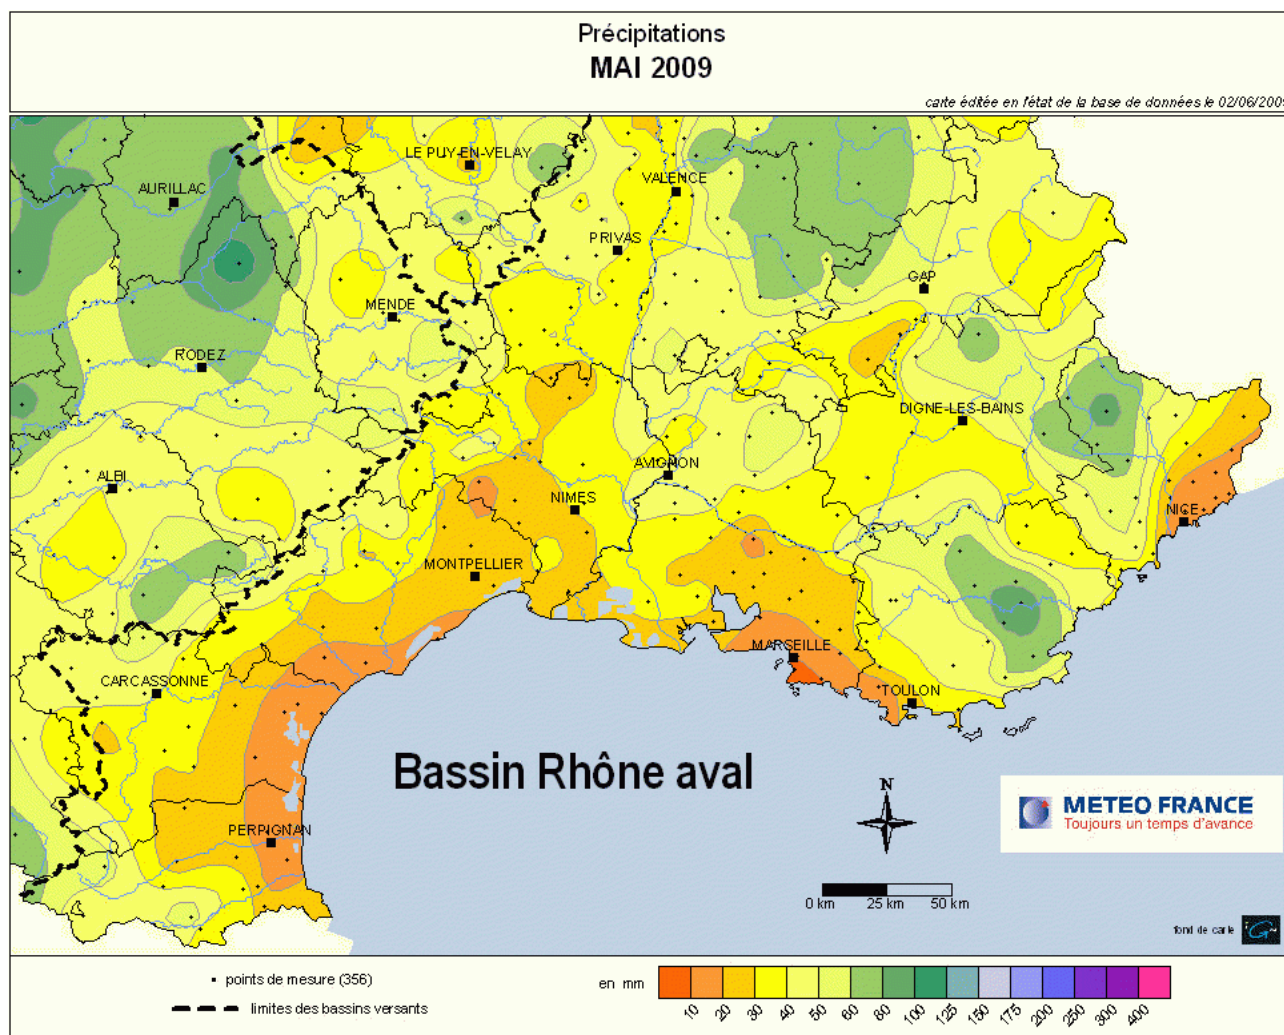 Précipitations
MAI 2009
carte éditée en l'état de la base de données le 02/06/2009
LE PUY-EN-VELAY
AURILLAC
VALENCE
PRIVAS
GAP
MENDE
RODEZ
DIGNE-LES-BAINS
AVIGNON
ALBI
NIMES
NICE
MONTPELLIER
MARSEILLE
CARCASSONNE
TOULON
Bassin Rhône aval
N
METEO FRANCE
Toujours un temps d'avance
PERPIGNAN
0 km 25 km 50 km
fond de carte
points de mesure (356)
limites des bassins versants
en mm
10 20 30 40 50 60 80 100 125 150 175 200 250 300 400